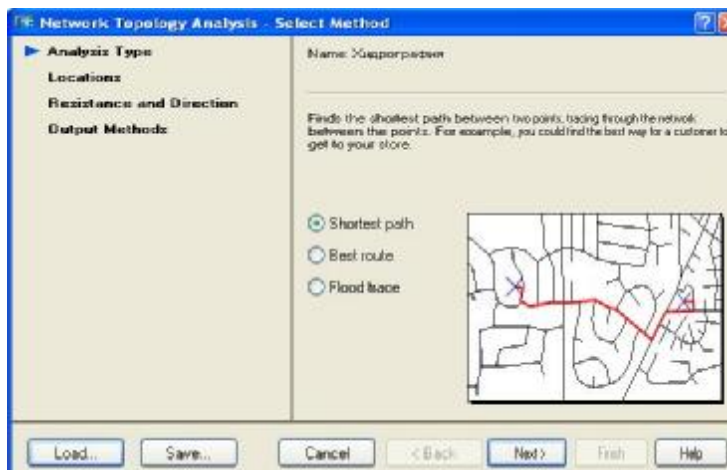 Network Topology Analysis - Select Method
Analysis Type
Locations
Resistance and Direction
Output Methods
Name: Хидрография
Finds the shortest path between two points, tracing through the network
between the points. For example, you could find the best way for a customer to
get to your store.
Shortest path
Best route
Flood trace
Load...
Save...
Cancel
< Back
Next >
Finish
Help